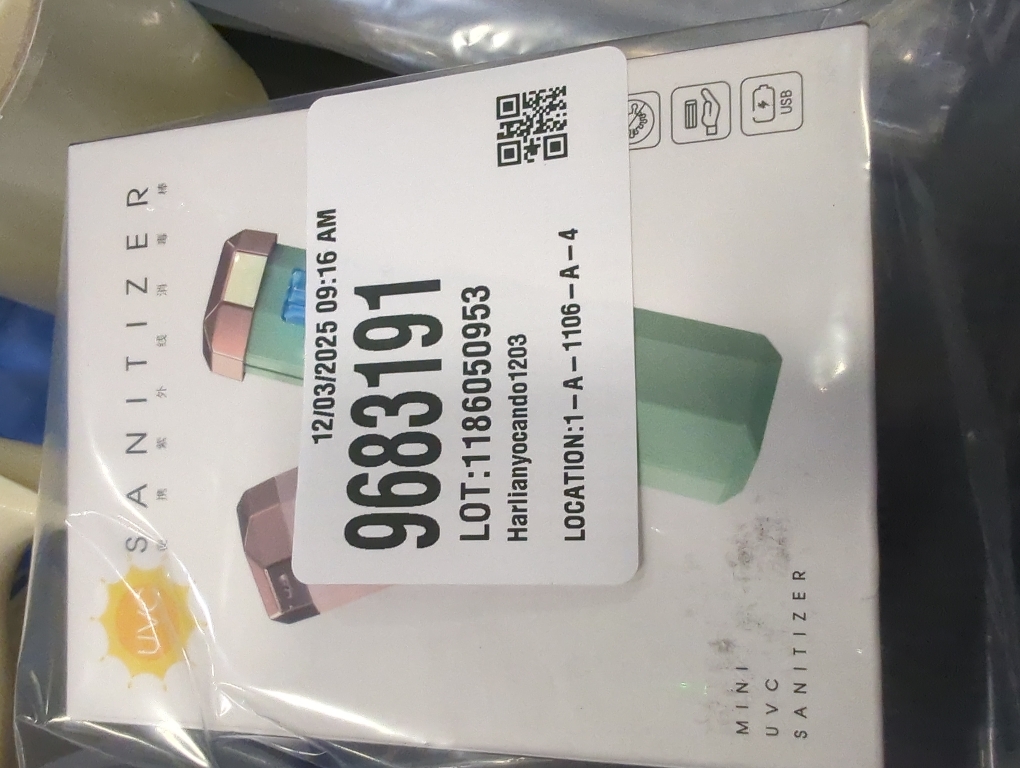 UVC
SANITIZER
携 紫 外 线 消 毒 棒
12/03/2025 09:16 AM
9683191
LOT:1186050953
Harlianyocando1203
LOCATION:1-A-1106-A-4
USB
MINI
UVC
SANITIZER